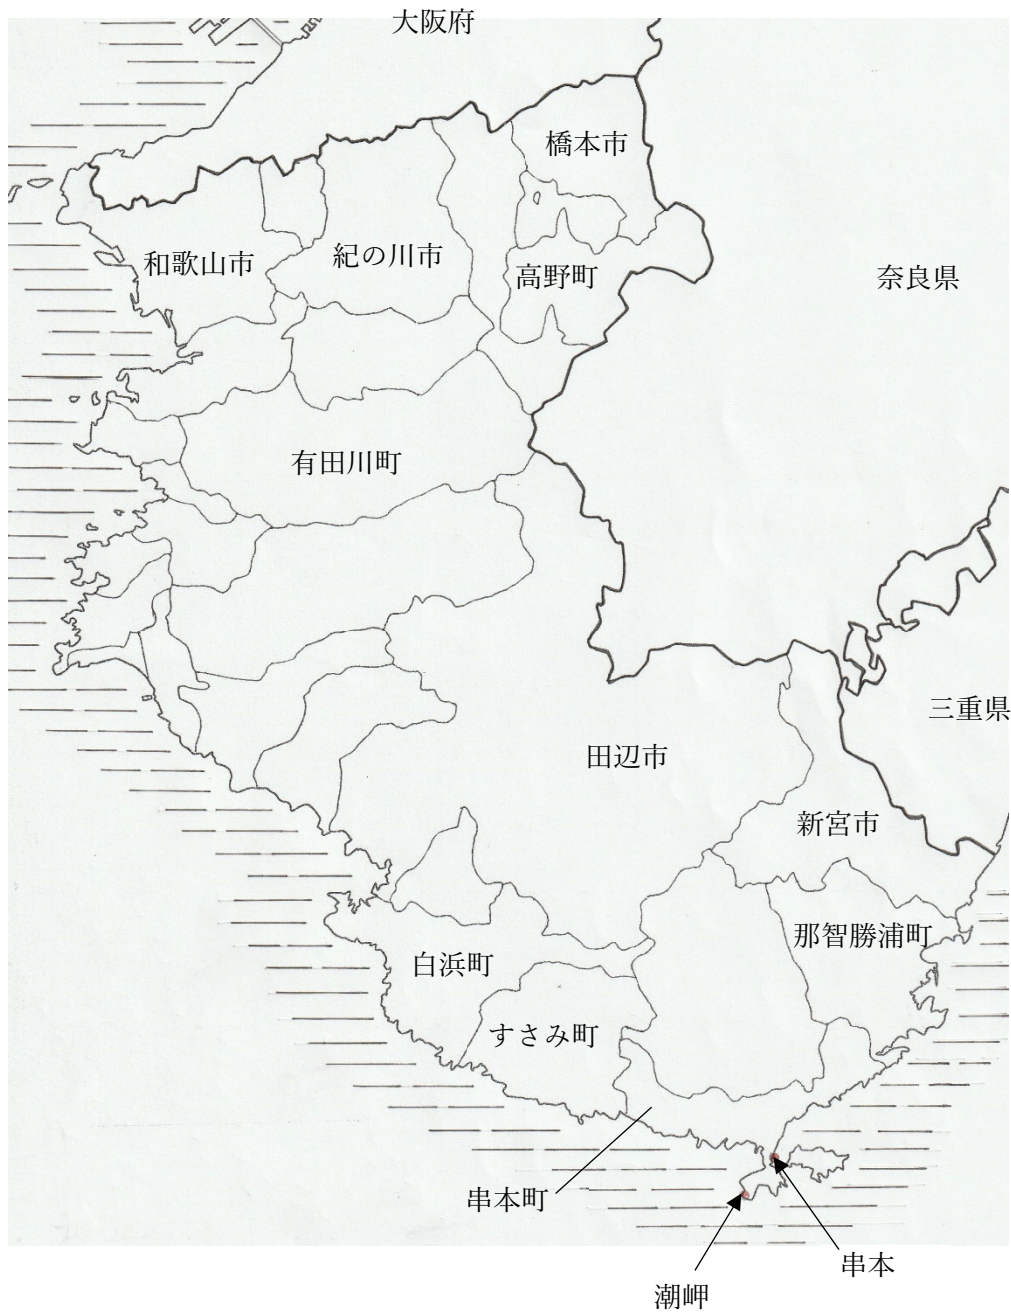 大阪府
橋本市
和歌山市
紀の川市
高野町
奈良県
有田川町
三重県
田辺市
新宮市
那智勝浦町
白浜町
すさみ町
串本町
串本
潮岬